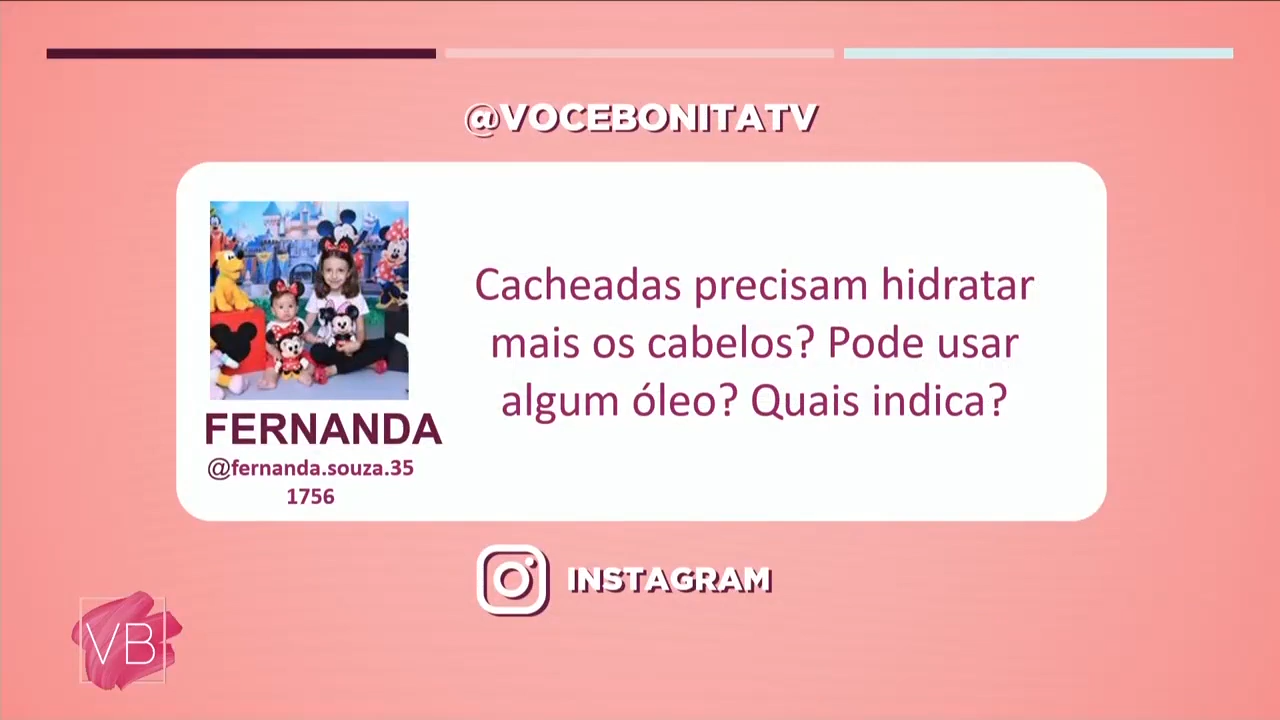 @VOCEBONITATV
Cacheadas precisam hidratar
mais os cabelos? Pode usar
algum óleo? Quais indica?
FERNANDA
@fernanda.souza.35
1756
INSTAGRAM
VB